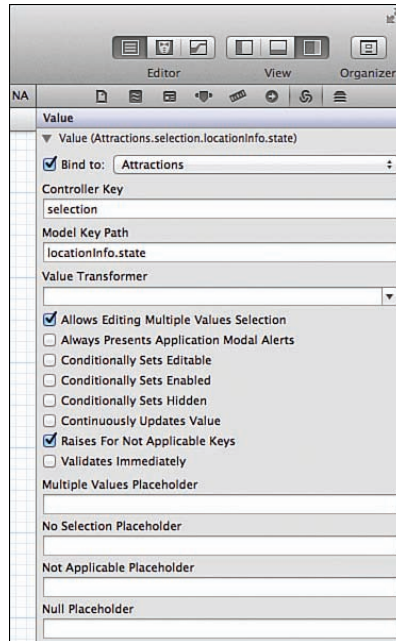 Editor
View
Organizer
NA
Value
Value (Attractions.selection.locationInfo.state)
Bind to: Attractions
Controller Key
selection
Model Key Path
locationInfo.state
Value Transformer
Allows Editing Multiple Values Selection
Always Presents Application Modal Alerts
Conditionally Sets Editable
Conditionally Sets Enabled
Conditionally Sets Hidden
Continuously Updates Value
Raises For Not Applicable Keys
Validates Immediately
Multiple Values Placeholder
No Selection Placeholder
Not Applicable Placeholder
Null Placeholder